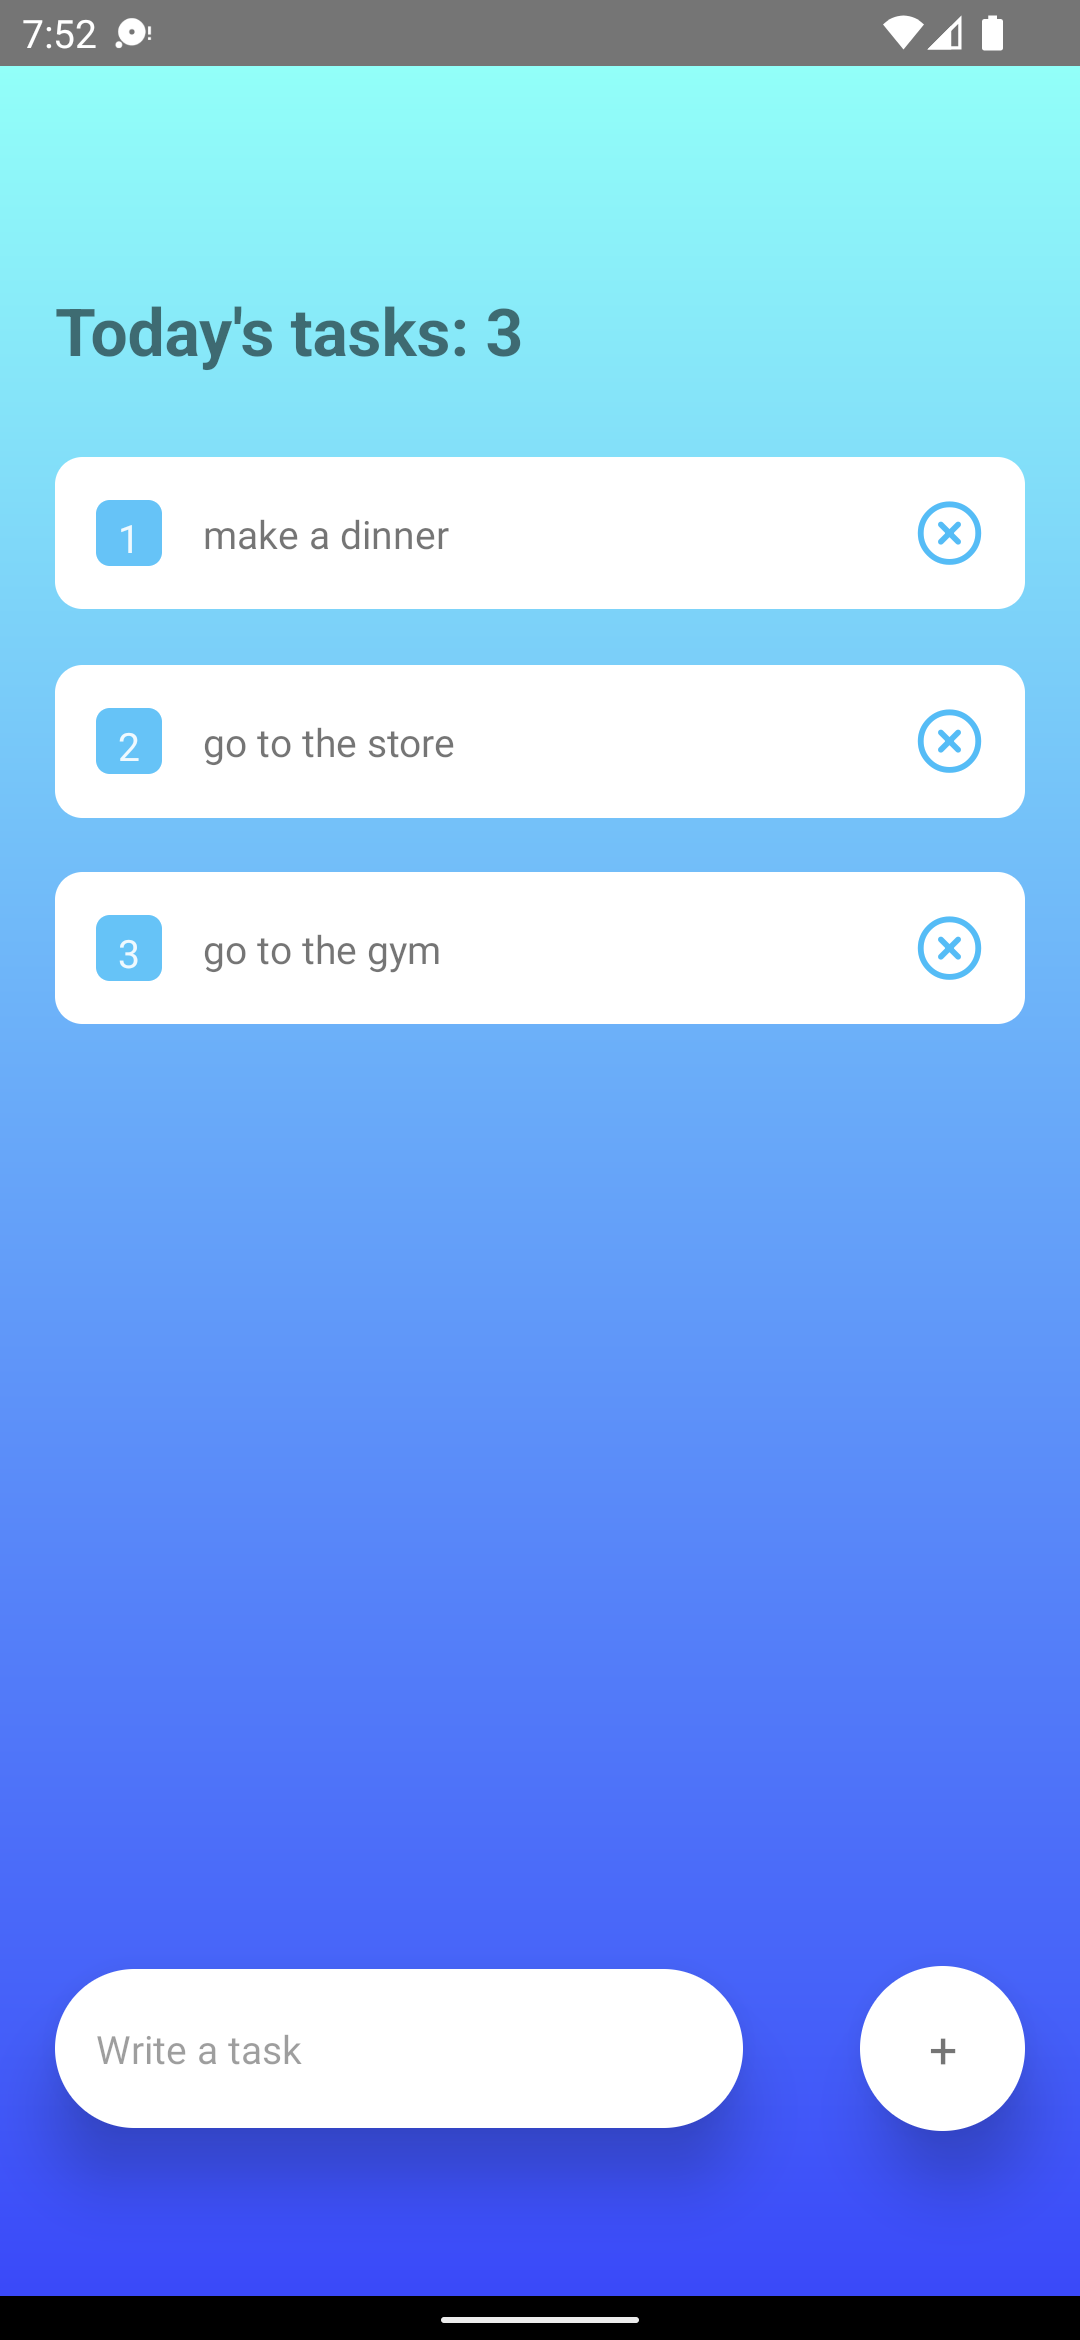 7:52
Today's tasks: 3
1 make a dinner
2 go to the store
3 go to the gym
Write a task +